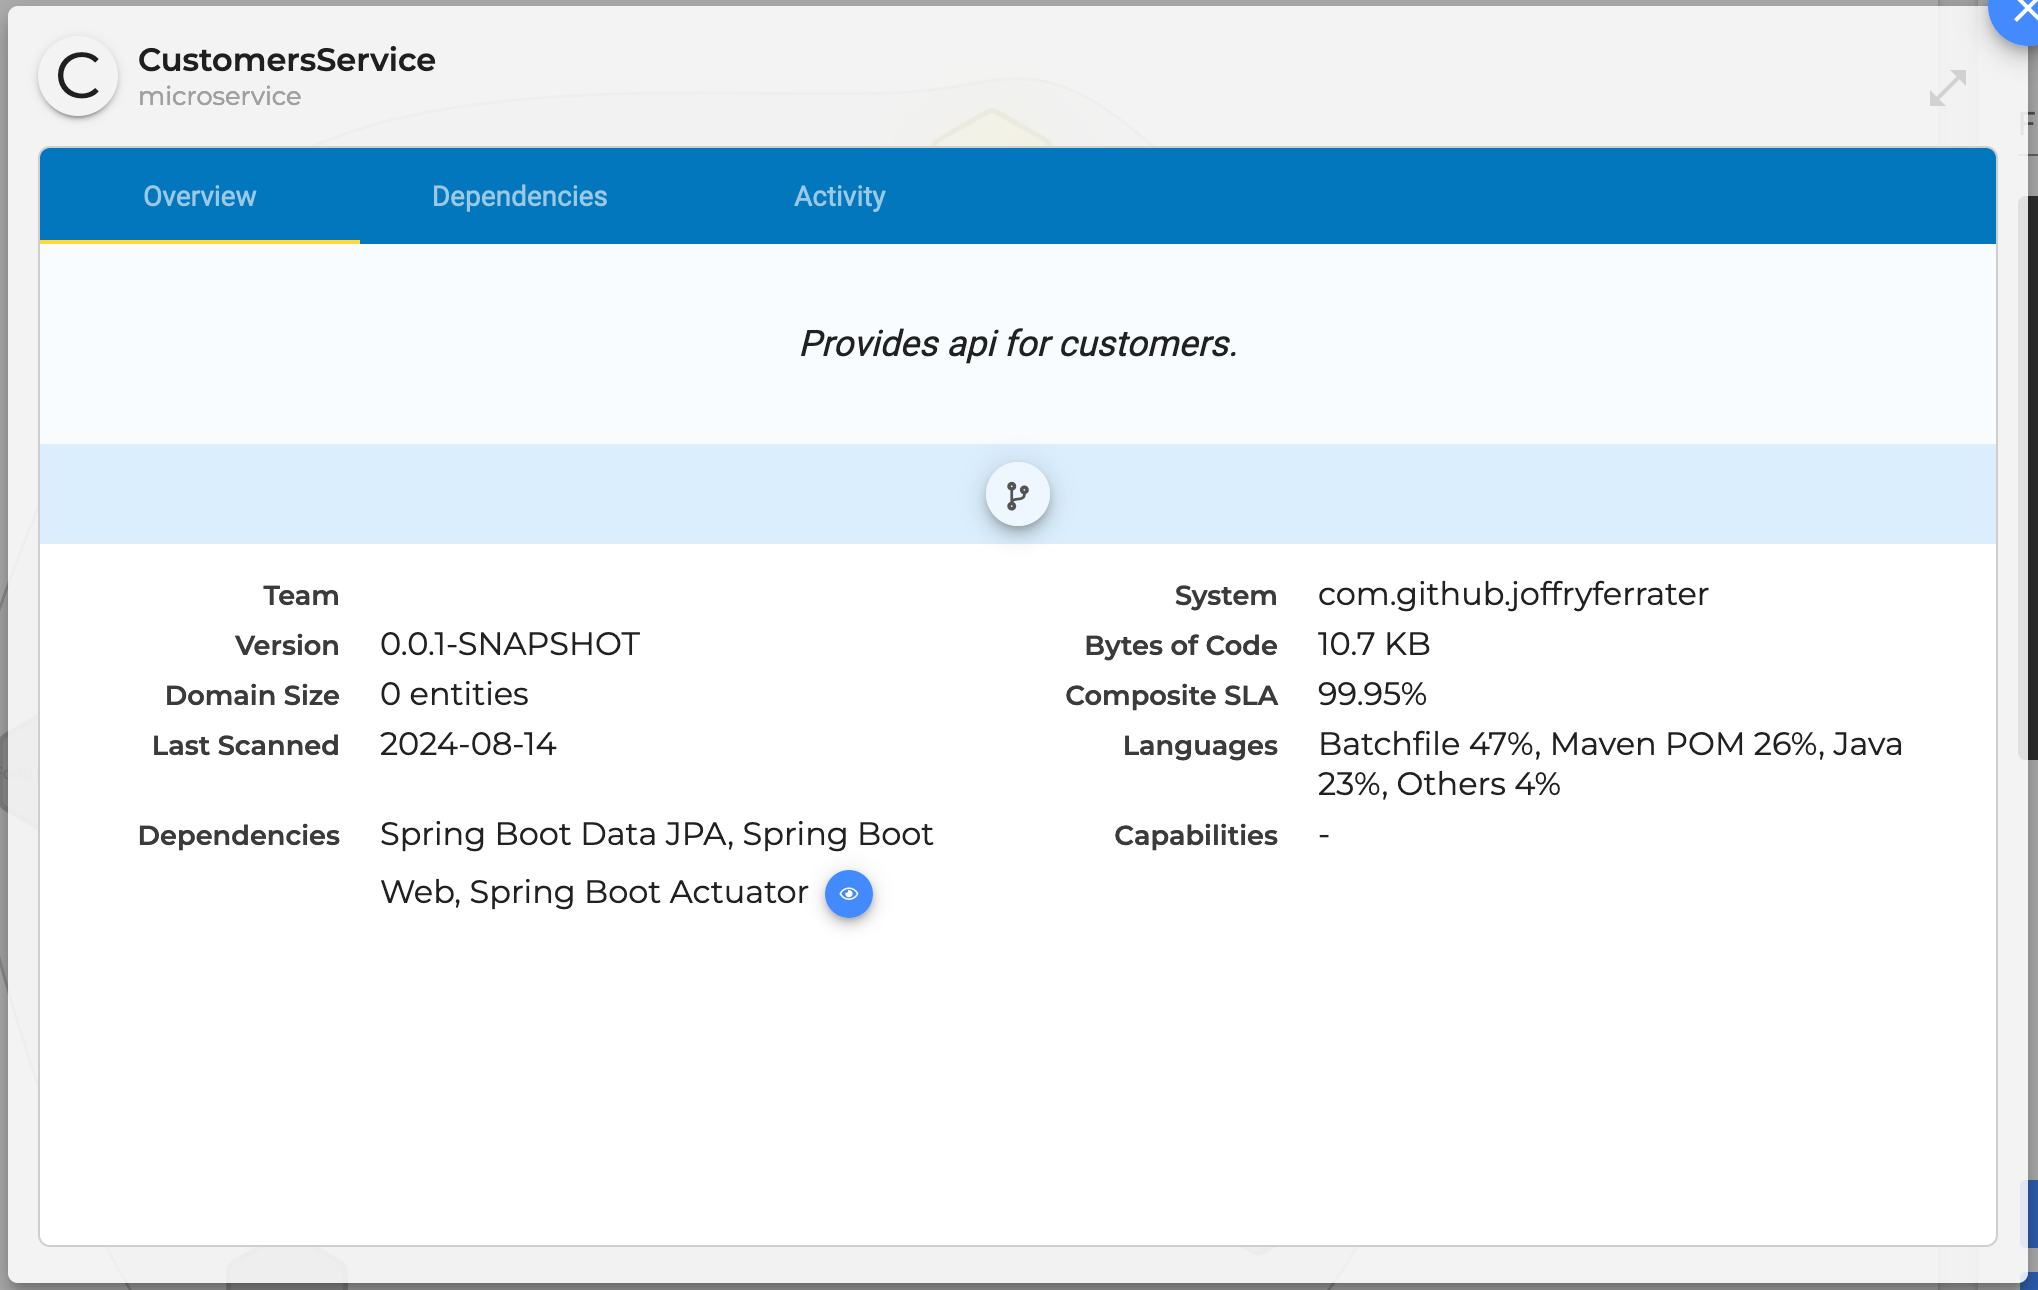 C
CustomersService
microservice
F
Overview
Dependencies
Activity
Provides api for customers.
Team
System
com.github.joffryferrater
Version
0.0.1-SNAPSHOT
Bytes of Code
10.7 KB
Domain Size
0 entities
Composite SLA
99.95%
Last Scanned
2024-08-14
Languages
Batchfile 47%, Maven POM 26%, Java
23%, Others 4%
Dependencies
Spring Boot Data JPA, Spring Boot
Web, Spring Boot Actuator
Capabilities
-